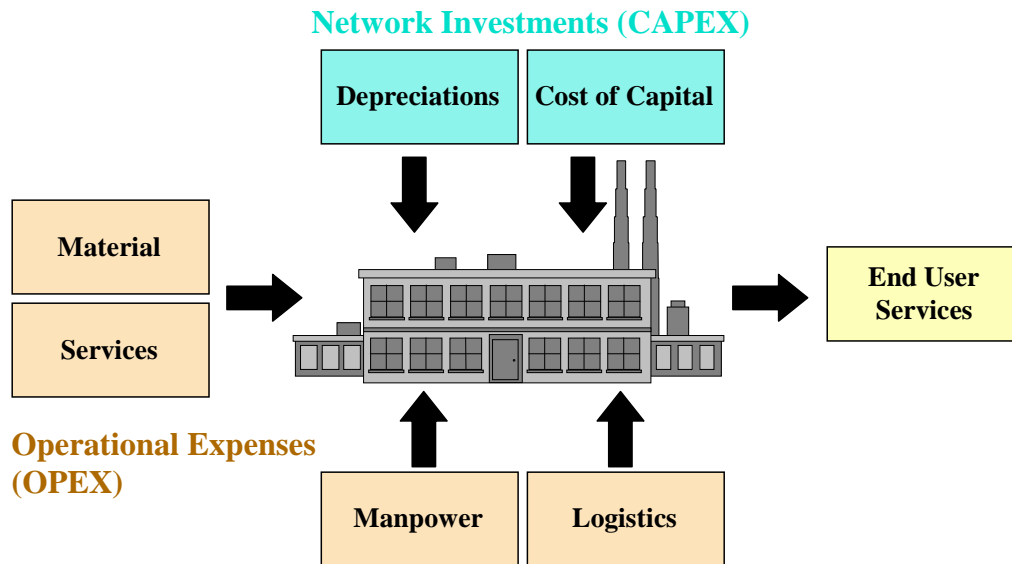 Network Investments (CAPEX)
Depreciations
Cost of Capital
Material
Services
End User
Services
Operational Expenses
(OPEX)
Manpower
Logistics